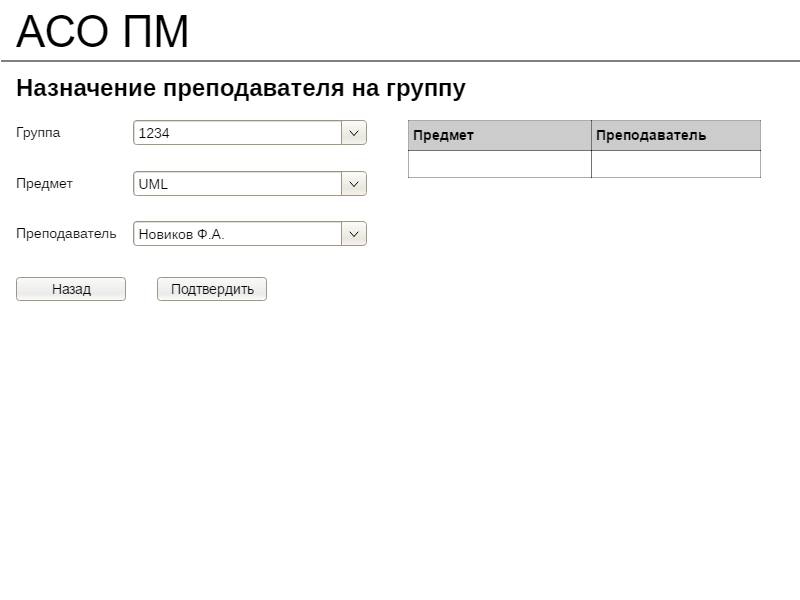 АСО ПМ
Назначение преподавателя на группу
Группа 1234
Предмет UML
Преподаватель Новиков Ф.А.
Назад Подтвердить
Предмет Преподаватель